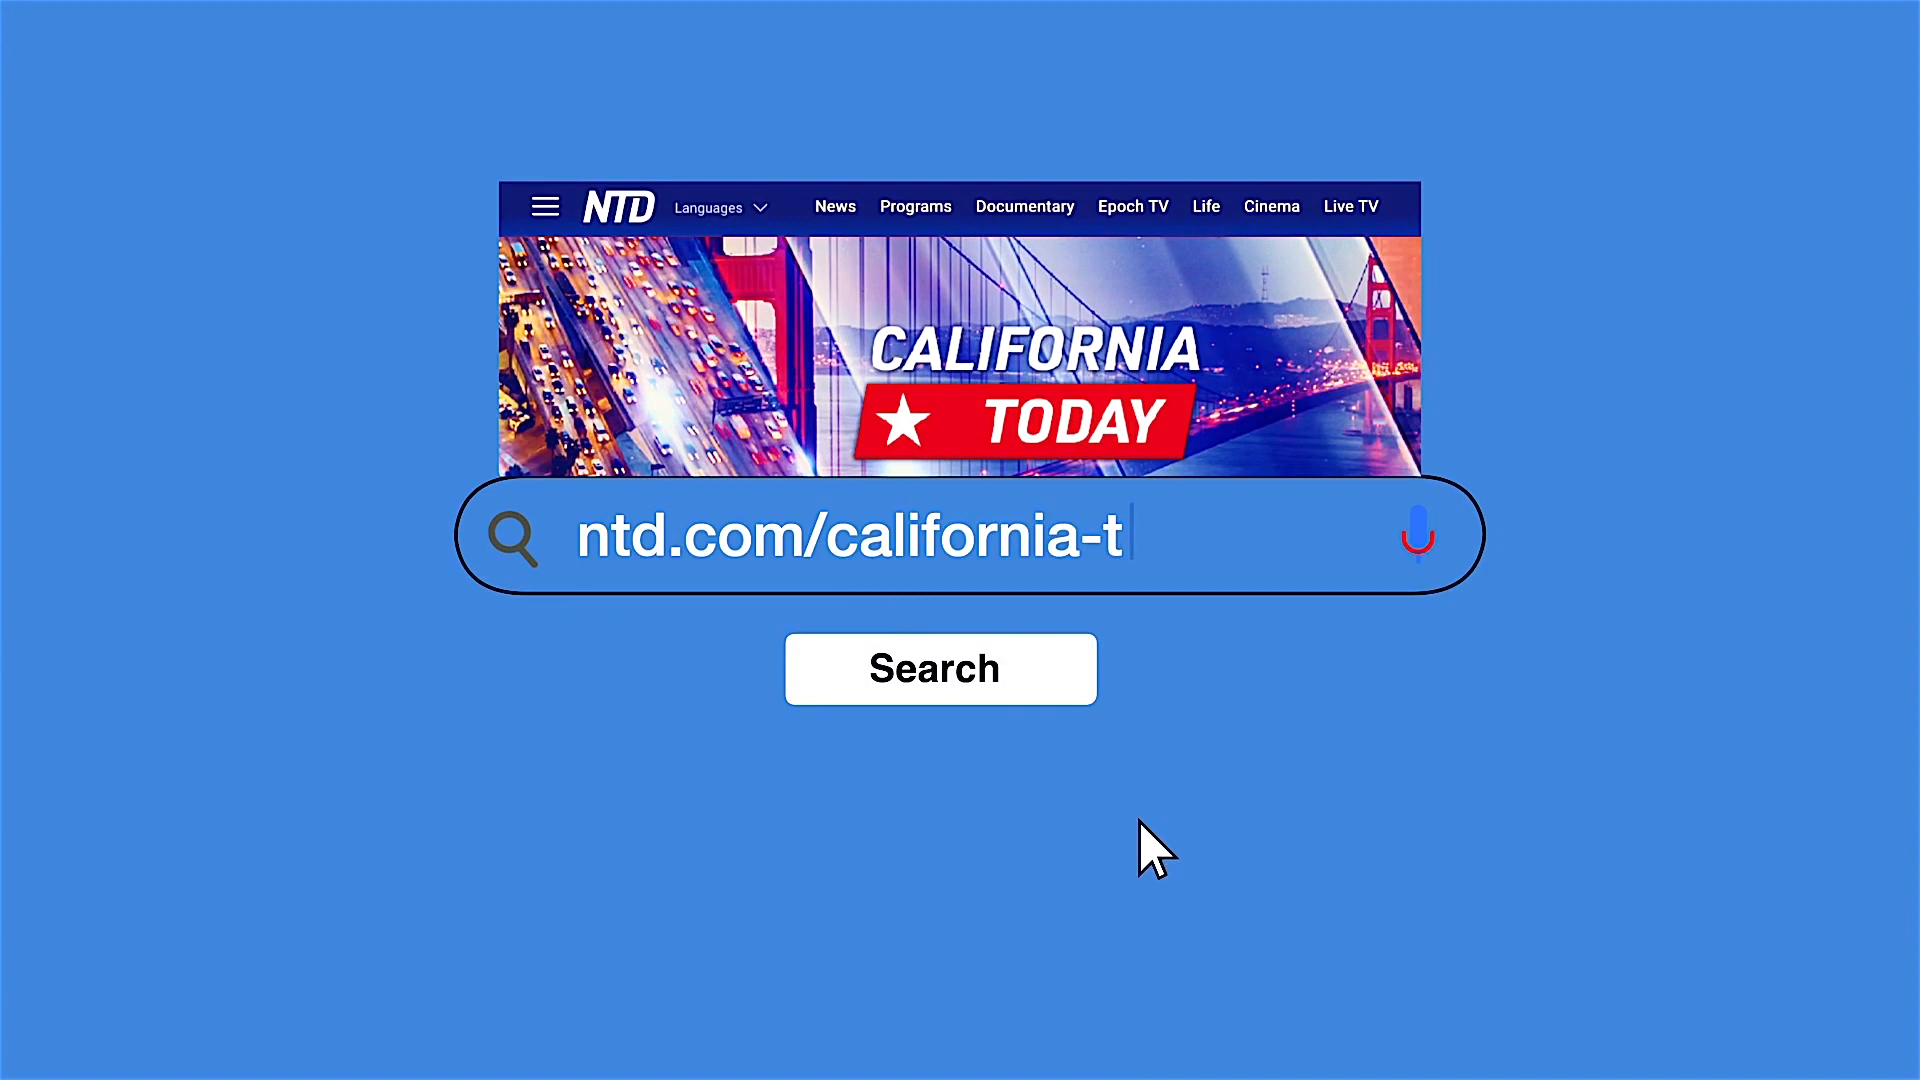 NTD Languages News Programs Documentary Epoch TV Life Cinema Live TV
CALIFORNIA
TODAY
ntd.com/california-t
Search